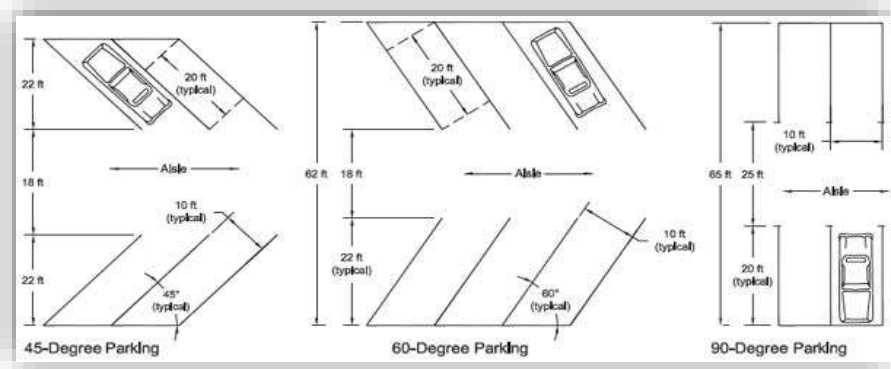 22 ft
20 ft
(typical)
18 ft
Aisle
10 ft
(typical)
22 ft
45°
(typical)
45-Degree Parking
62 ft
20 ft
(typical)
18 ft
Aisle
22 ft
(typical)
10 ft
(typical)
60°
(typical)
60-Degree Parking
65 ft
25 ft
10 ft
(typical)
Aisle
20 ft
(typical)
90-Degree Parking